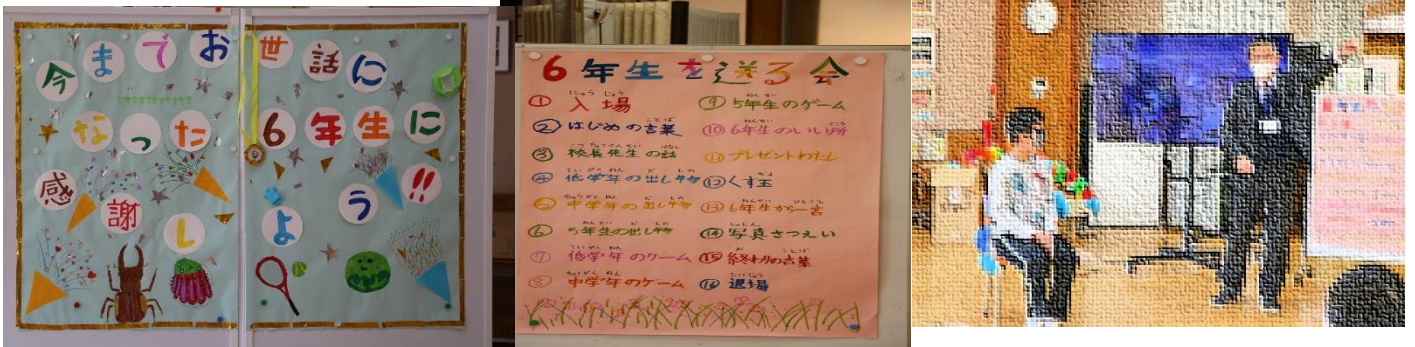 今までお世話に
なった6年生に
感謝しよう!!
6年生を送る会
① 入場
② はじめの言葉
③ 校長先生の話
④ 低学年の出し物
⑤ 中学年の出し物
⑥ 5年生の出し物
⑦ 低学年のゲーム
⑧ 中学年のゲーム
⑨ 5年生のゲーム
⑩ 6年生のいい所
⑪ プレゼントわたし
⑫ くす玉
⑬ 6年生から一言
⑭ 写真さつえい
⑮ 終わりの言葉
⑯ 退場